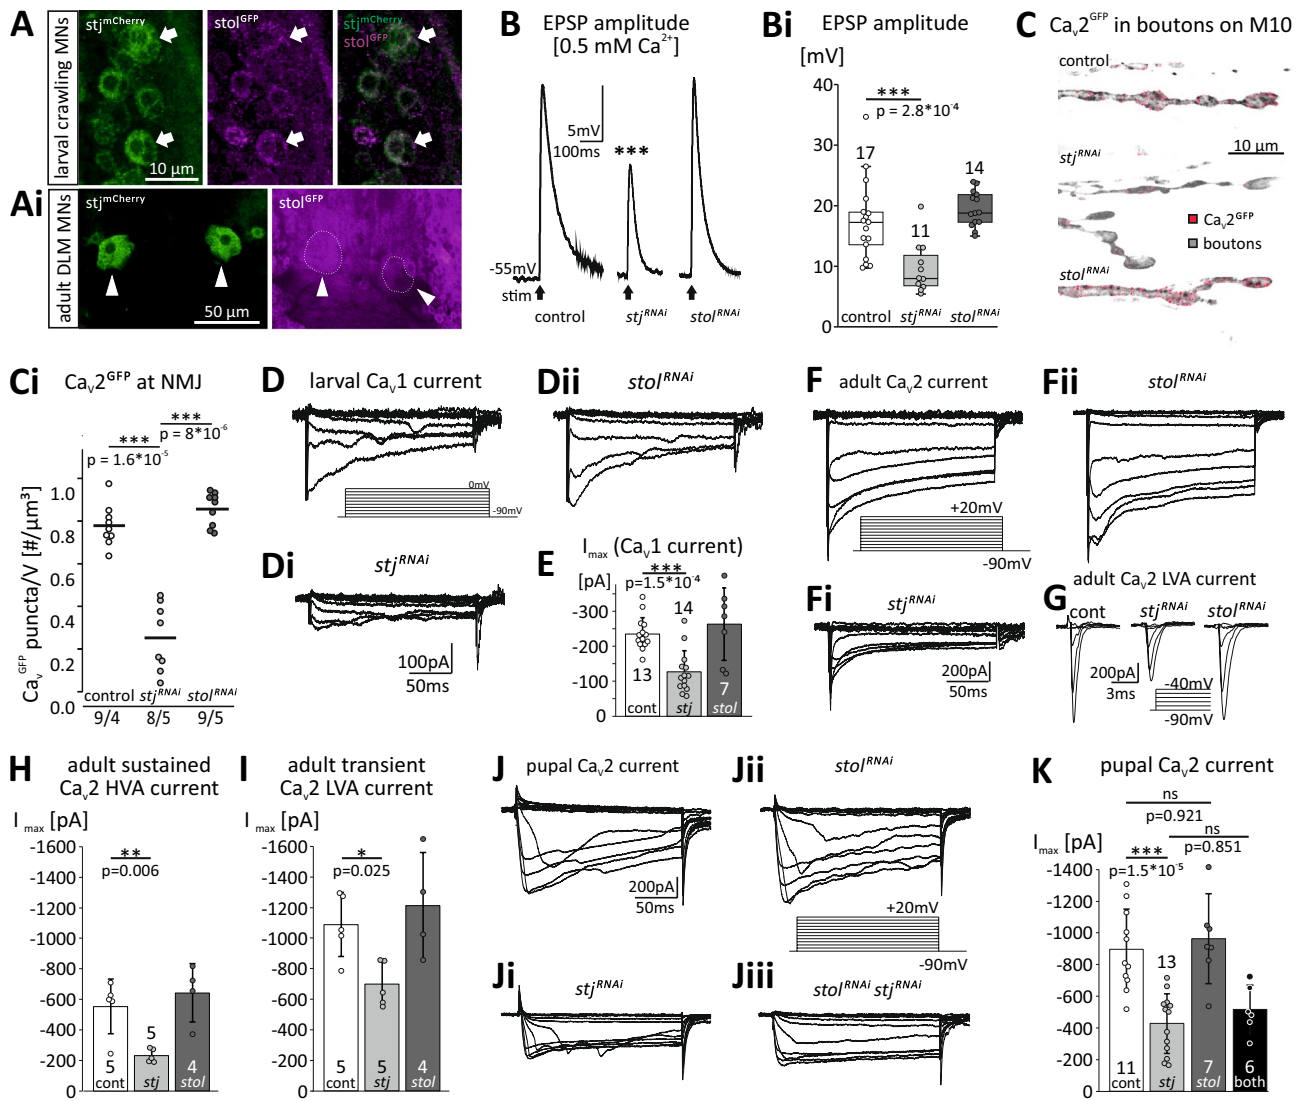 A
larval crawling MNs
stj^mCherry
stol^GFP
stj^mCherry
stol^GFP
10 µm
Ai
adult DLM MNs
stj^mCherry
stol^GFP
50 µm
B
EPSP amplitude
[0.5 mM Ca²⁺]
5mV
100ms
***
-55mV
stim
control
stj^RNAi
stol^RNAi
Bi
EPSP amplitude
[mV]
40
30
20
10
0
***
p = 2.8*10⁻⁴
17
11
14
control
stj^RNAi
stol^RNAi
C
Caᵥ2^GFP in boutons on M10
control
10 µm
stj^RNAi
Caᵥ2^GFP
boutons
stol^RNAi
Ci
Caᵥ2^GFP at NMJ
***
p = 8*10⁻⁶
***
p = 1.6*10⁻⁵
Caᵥ^GFP puncta/V [#/µm³]
1.0
0.8
0.6
0.4
0.2
0.0
control
stj^RNAi
stol^RNAi
9/4
8/5
9/5
D
larval Caᵥ1 current
0mV
-90mV
Di
stj^RNAi
100pA
50ms
Dii
stol^RNAi
E
I max (Caᵥ1 current)
[pA]
***
p=1.5*10⁻⁴
-300
-200
-100
0
13
14
7
cont
stj
stol
F
adult Caᵥ2 current
+20mV
-90mV
Fi
stj^RNAi
200pA
50ms
Fii
stol^RNAi
G
adult Caᵥ2 LVA current
cont
stj^RNAi
stol^RNAi
200pA
3ms
-40mV
-90mV
H
adult sustained
Caᵥ2 HVA current
I max [pA]
-1600
-1400
-1200
-1000
-800
-600
-400
-200
0
**
p=0.006
5
5
4
cont
stj
stol
I
adult transient
Caᵥ2 LVA current
I max [pA]
-1600
-1400
-1200
-1000
-800
-600
-400
-200
0
*
p=0.025
5
5
4
cont
stj
stol
J
pupal Caᵥ2 current
200pA
50ms
Ji
stj^RNAi
Jii
stol^RNAi
+20mV
-90mV
Jiii
stol^RNAi stj^RNAi
K
pupal Caᵥ2 current
ns
p=0.921
ns
p=0.851
I max [pA]
***
p=1.5*10⁻⁵
-1400
-1200
-1000
-800
-600
-400
-200
0
11
13
7
6
cont
stj
stol
both